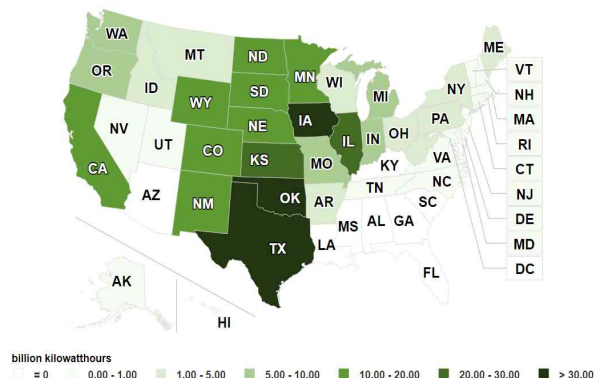 WA
OR
CA
NV
ID
MT
WY
UT
AZ
CO
NM
ND
SD
NE
KS
OK
TX
MN
IA
MO
AR
LA
WI
IL
MI
IN
OH
KY
TN
MS
AL
GA
FL
SC
NC
VA
PA
NY
ME
VT
NH
MA
RI
CT
NJ
DE
MD
DC
AK
HI
billion kilowatthours
= 0 0.00 - 1.00 1.00 - 5.00 5.00 - 10.00 10.00 - 20.00 20.00 - 30.00 > 30.00